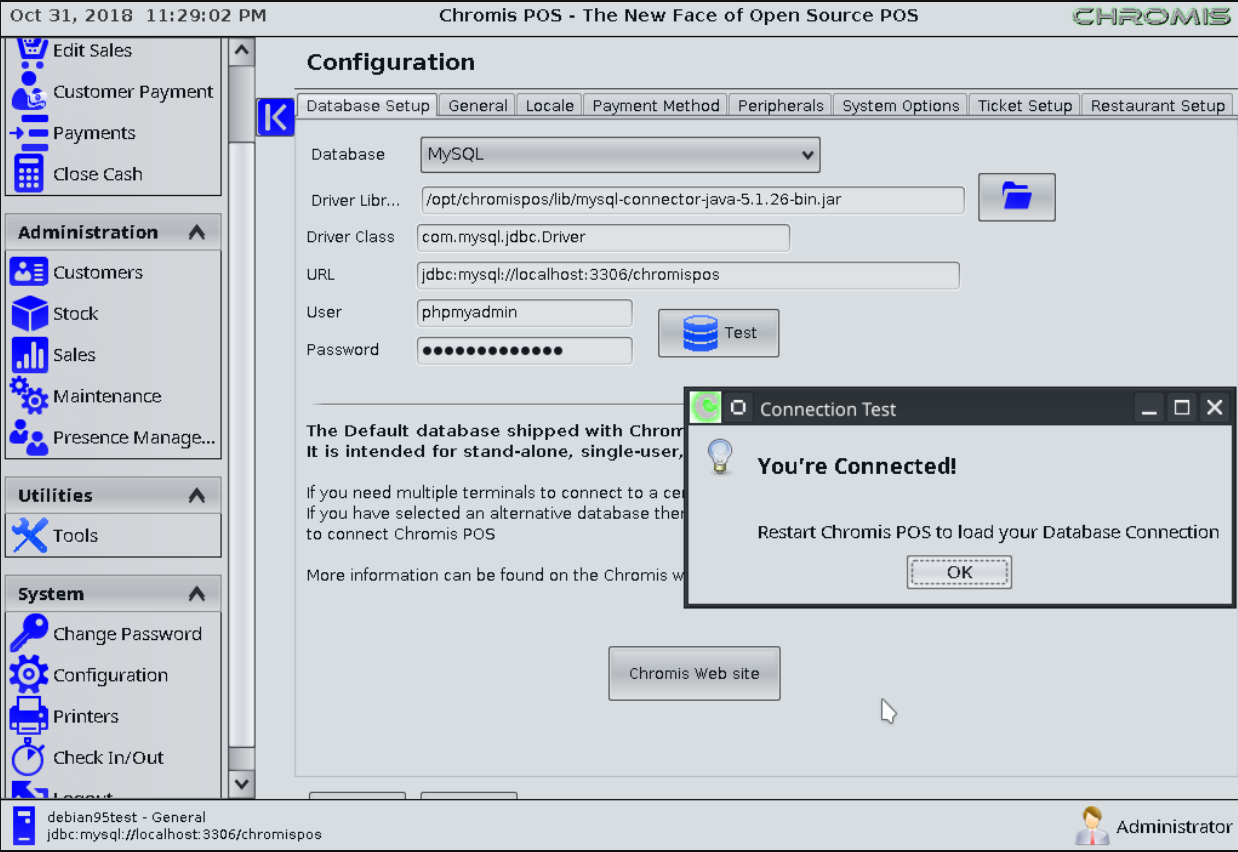 Oct 31, 2018 11:29:02 PM
Chromis POS - The New Face of Open Source POS
CHROMIS
Edit Sales
Customer Payment
Payments
Close Cash
Administration
Customers
Stock
Sales
Maintenance
Presence Manage...
Utilities
Tools
System
Change Password
Configuration
Printers
Check In/Out
Logout
Configuration
Database Setup
General
Locale
Payment Method
Peripherals
System Options
Ticket Setup
Restaurant Setup
Database
MySQL
Driver Libr...
/opt/chromispos/lib/mysql-connector-java-5.1.26-bin.jar
Driver Class
com.mysql.jdbc.Driver
URL
jdbc:mysql://localhost:3306/chromispos
User
phpmyadmin
Test
Password
●●●●●●●●●●●●●
The Default database shipped with Chrom
It is intended for stand-alone, single-user,
If you need multiple terminals to connect to a ce
If you have selected an alternative database ther
to connect Chromis POS
More information can be found on the Chromis w
Connection Test
You're Connected!
Restart Chromis POS to load your Database Connection
OK
Chromis Web site
debian95test - General
jdbc:mysql://localhost:3306/chromispos
Administrator